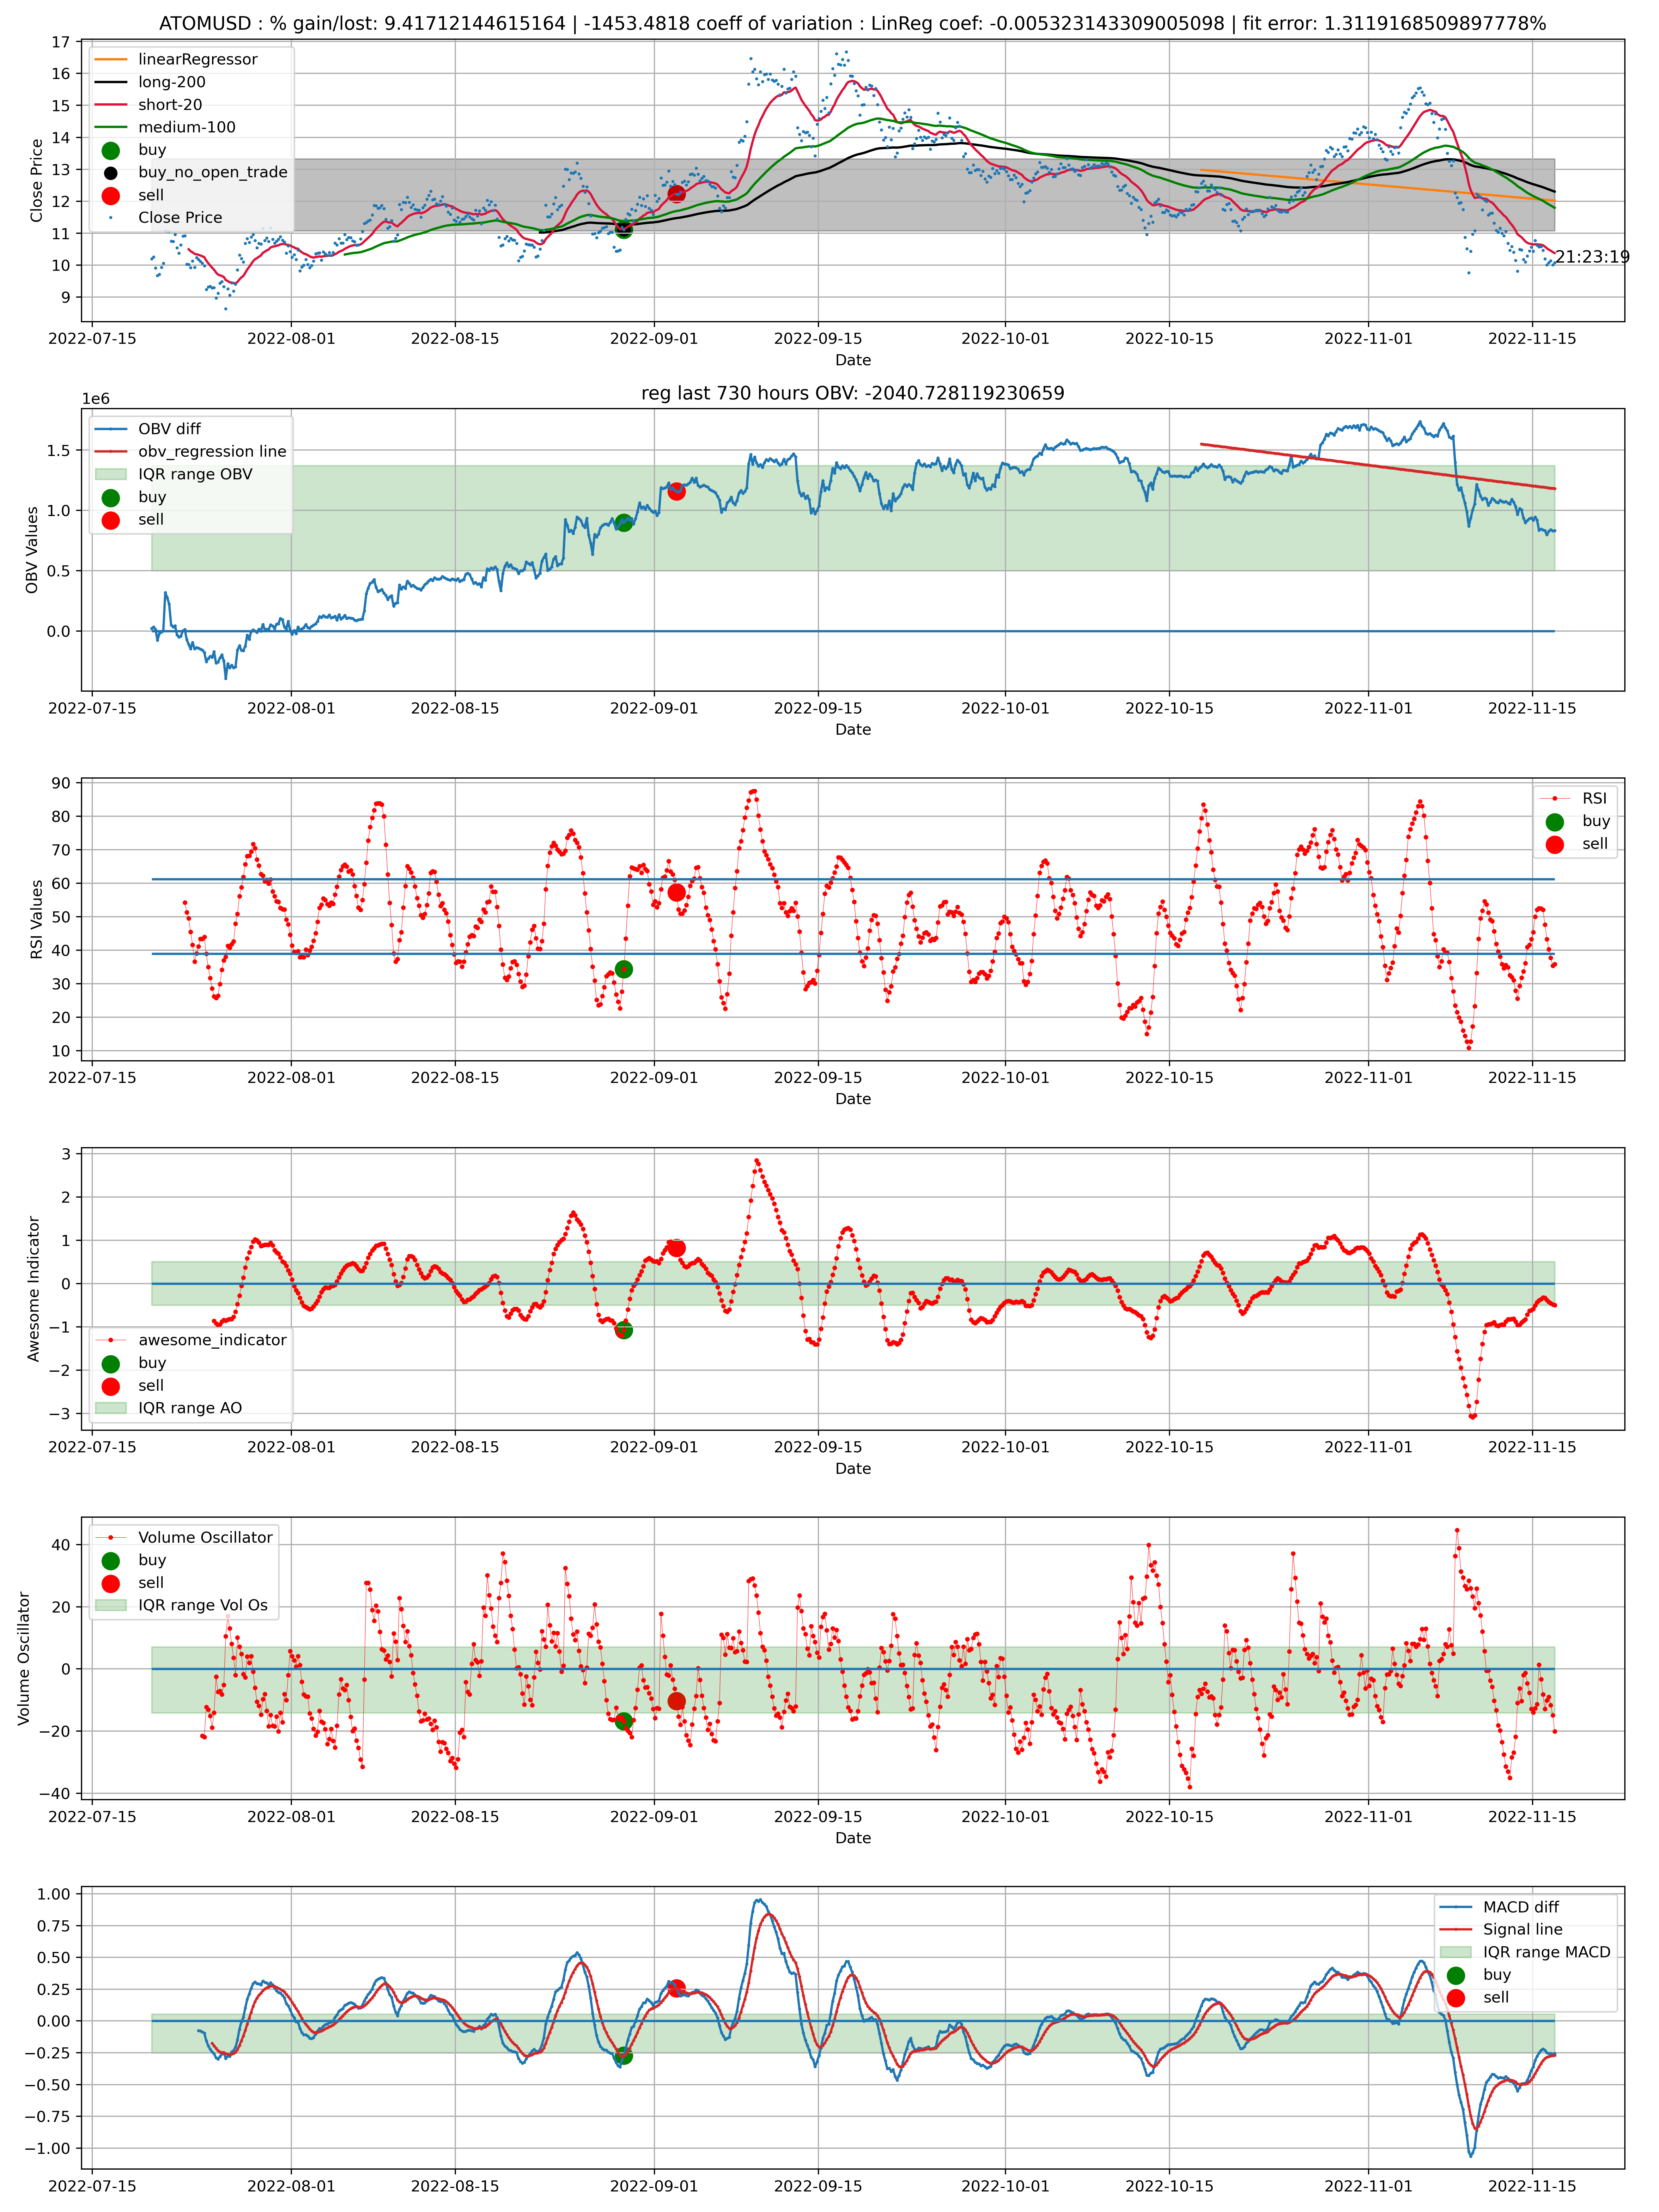 ATOMUSD : % gain/lost: 9.41712144615164 | -1453.4818 coeff of variation : LinReg coef: -0.005323143309005098 | fit error: 1.3119168509897778%
17
16
15
14
13
12
11
10
9
Close Price
linearRegressor
long-200
short-20
medium-100
buy
buy_no_open_trade
sell
Close Price
21:23:19
2022-07-15 2022-08-01 2022-08-15 2022-09-01 2022-09-15 2022-10-01 2022-10-15 2022-11-01 2022-11-15
Date
reg last 730 hours OBV: -2040.728119230659
1e6
1.5
1.0
0.5
0.0
OBV Values
OBV diff
obv_regression line
IQR range OBV
buy
sell
2022-07-15 2022-08-01 2022-08-15 2022-09-01 2022-09-15 2022-10-01 2022-10-15 2022-11-01 2022-11-15
Date
90
80
70
60
50
40
30
20
10
RSI Values
RSI
buy
sell
2022-07-15 2022-08-01 2022-08-15 2022-09-01 2022-09-15 2022-10-01 2022-10-15 2022-11-01 2022-11-15
Date
3
2
1
0
−1
−2
−3
Awesome Indicator
awesome_indicator
buy
sell
IQR range AO
2022-07-15 2022-08-01 2022-08-15 2022-09-01 2022-09-15 2022-10-01 2022-10-15 2022-11-01 2022-11-15
Date
40
20
0
−20
−40
Volume Oscillator
Volume Oscillator
buy
sell
IQR range Vol Os
2022-07-15 2022-08-01 2022-08-15 2022-09-01 2022-09-15 2022-10-01 2022-10-15 2022-11-01 2022-11-15
Date
1.00
0.75
0.50
0.25
0.00
−0.25
−0.50
−0.75
−1.00
MACD diff
Signal line
IQR range MACD
buy
sell
2022-07-15 2022-08-01 2022-08-15 2022-09-01 2022-09-15 2022-10-01 2022-10-15 2022-11-01 2022-11-15